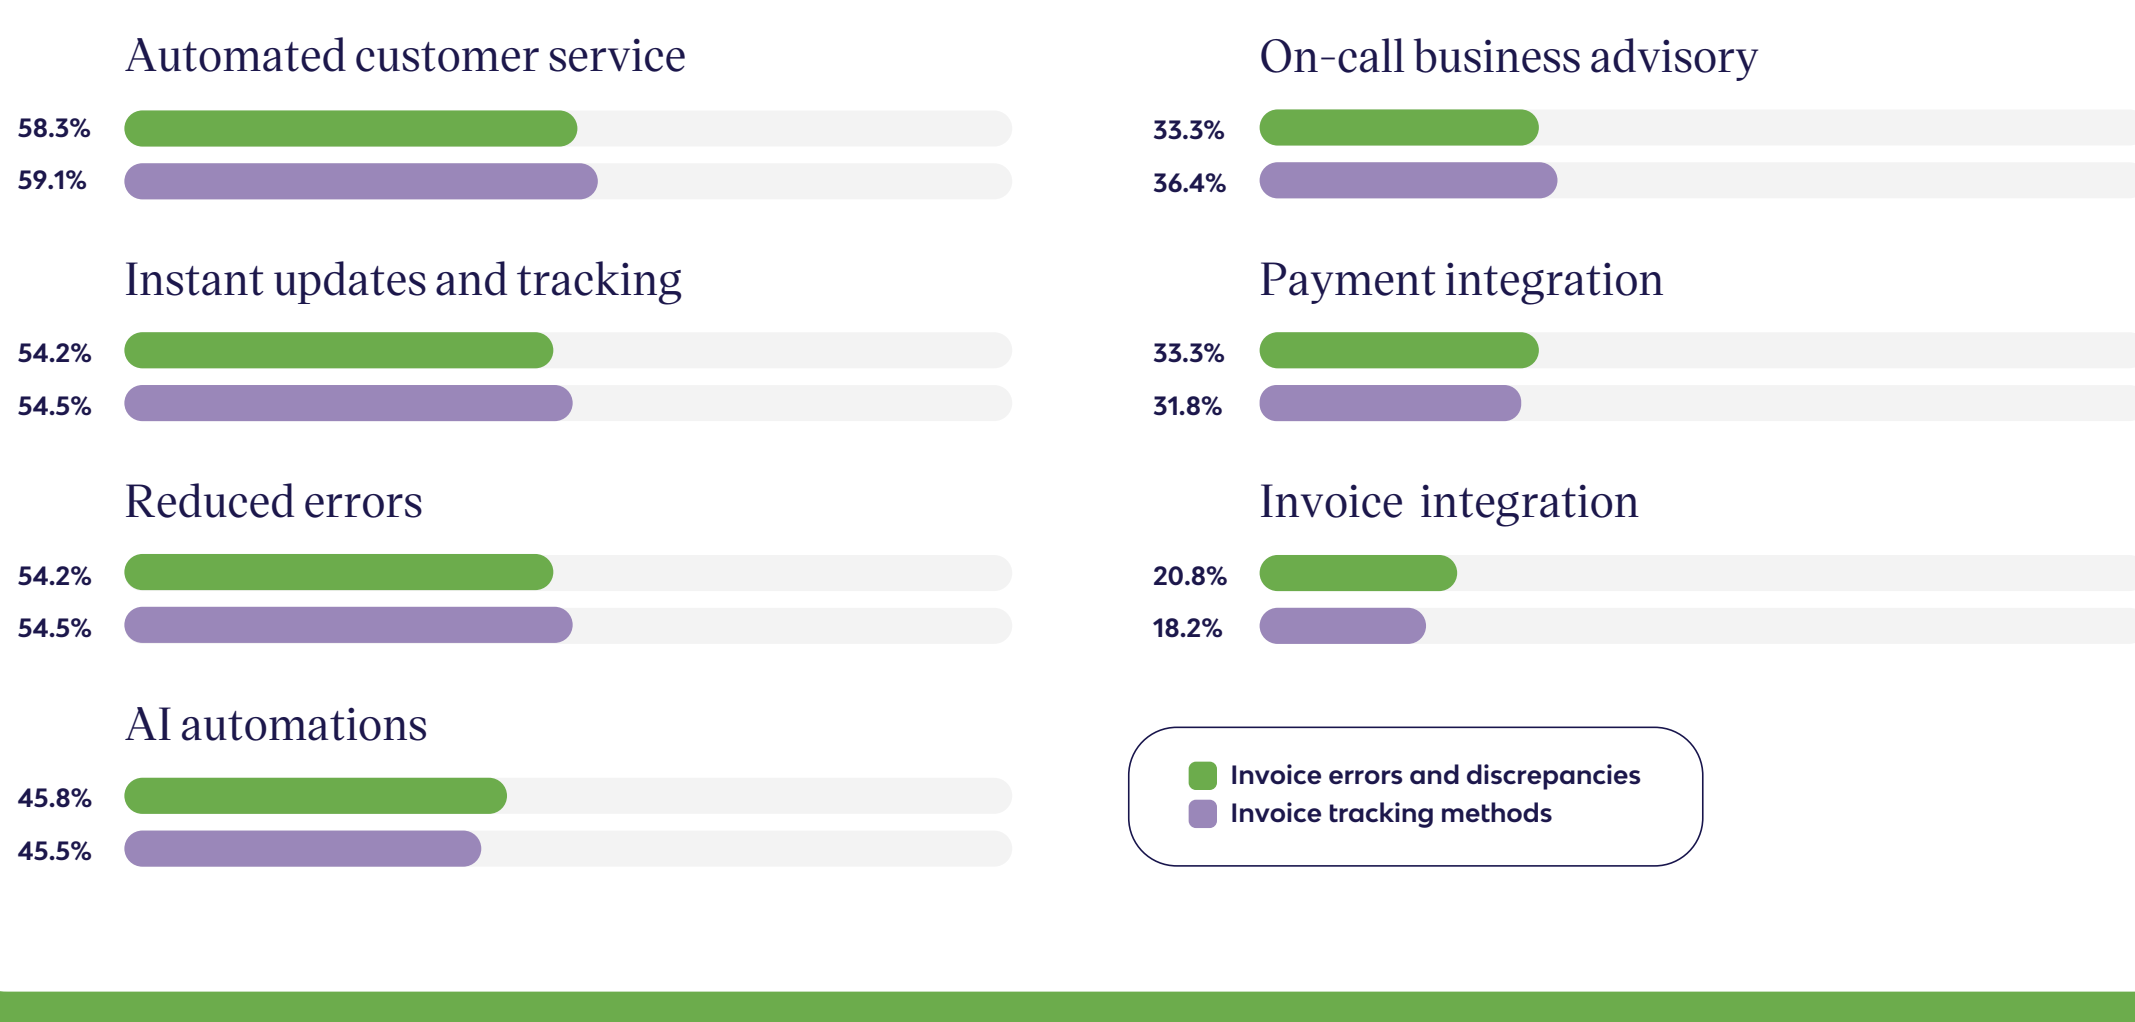 Automated customer service
58.3%
59.1%
Instant updates and tracking
54.2%
54.5%
Reduced errors
54.2%
54.5%
AI automations
45.8%
45.5%
On-call business advisory
33.3%
36.4%
Payment integration
33.3%
31.8%
Invoice integration
20.8%
18.2%
Invoice errors and discrepancies
Invoice tracking methods